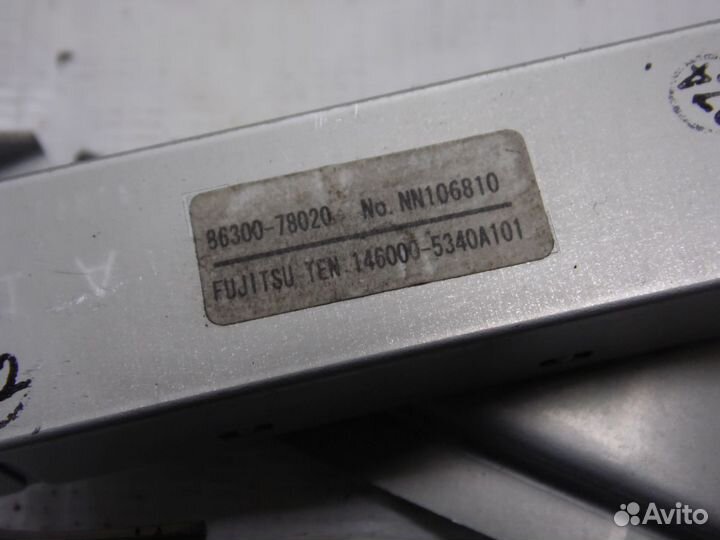 86300-78020 No. NN106810
FUJITSU TEN 146000-5340A101
Avito